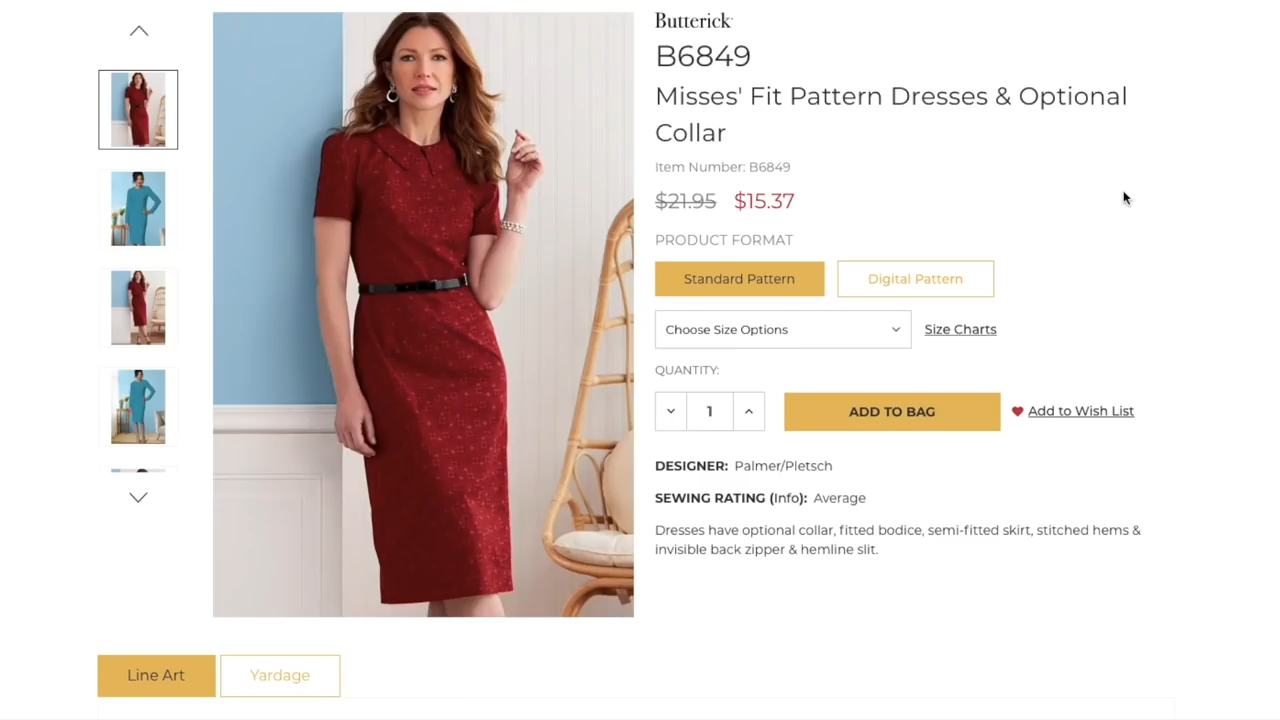 Butterick
B6849
Misses' Fit Pattern Dresses & Optional
Collar
Item Number: B6849
$21.95 $15.37
PRODUCT FORMAT
Standard Pattern Digital Pattern
Choose Size Options Size Charts
QUANTITY:
1 ADD TO BAG Add to Wish List
DESIGNER: Palmer/Pletsch
SEWING RATING (Info): Average
Dresses have optional collar, fitted bodice, semi-fitted skirt, stitched hems &
invisible back zipper & hemline slit.
Line Art Yardage